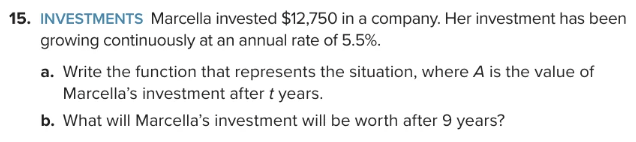 15. INVESTMENTS Marcella invested $12,750 in a company. Her investment has been
growing continuously at an annual rate of 5.5%.
a. Write the function that represents the situation, where A is the value of
Marcella's investment after t years.
b. What will Marcella's investment will be worth after 9 years?